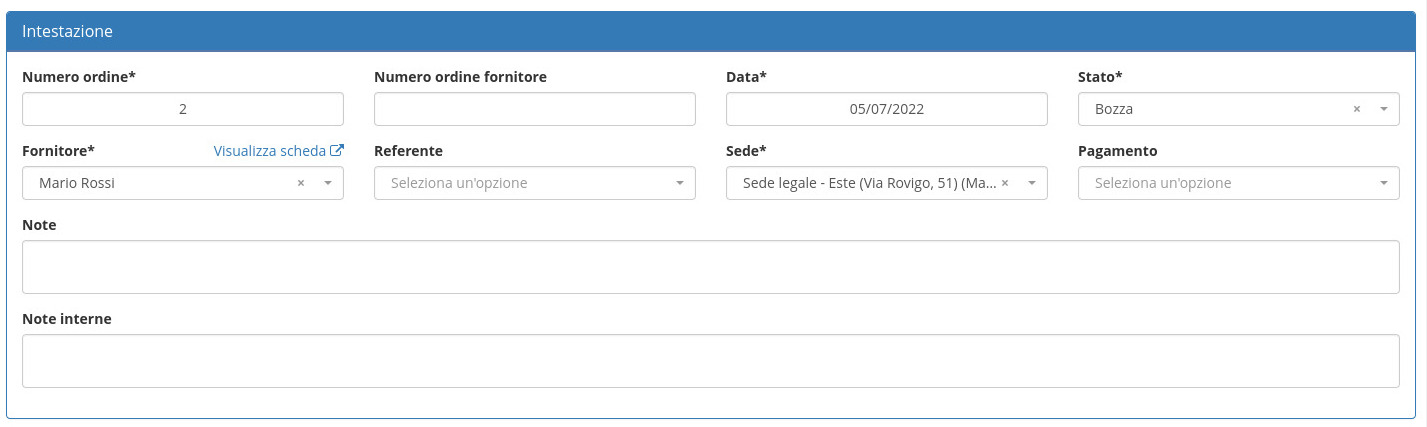 Intestazione
Numero ordine* Numero ordine fornitore Data* Stato*
2 05/07/2022 Bozza ×
Fornitore* Visualizza scheda Referente Sede* Pagamento
Mario Rossi × Seleziona un'opzione Sede legale - Este (Via Rovigo, 51) (Ma... × Seleziona un'opzione
Note
Note interne